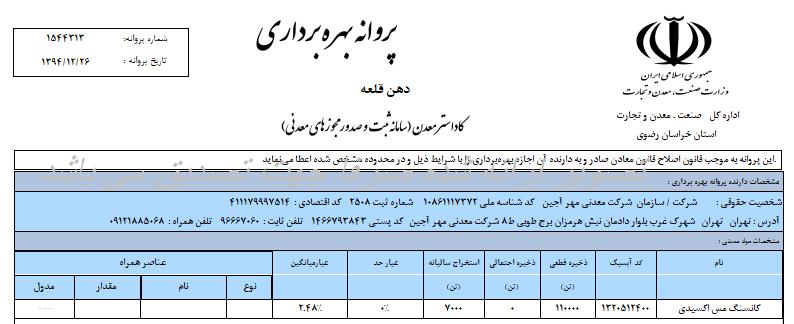 پروانه بهره برداری
شماره پروانه: ۱۵۴۴۳۱۳
تاریخ پروانه : ۱۳۹۴/۱۲/۲۶
جمهوری اسلامی ایران
وزارت صنعت، معدن و تجارت
دهن قلعه
اداره کل صنعت ، معدن و تجارت
استان خراسان رضوی
کاداستر معدن (سامانه ثبت و صدور مجوزهای معدنی)
این پروانه به موجب قانون اصلاح قانون معادن صادر و به دارنده آن اجازه بهره‌برداری را با شرایط ذیل و در محدوده مشخص شده اعطا می‌نماید.
مشخصات دارنده پروانه بهره برداری :
شخصیت حقوقی : شرکت / سازمان شرکت معدنی مهر آجین کد شناسه ملی ۱۰۸۶۱۱۱۷۳۷۲ شماره ثبت ۲۵۰۸ کد اقتصادی : ۴۱۱۱۷۹۹۹۷۵۱۴
آدرس : تهران تهران شهرک غرب بلوار دادمان نبش هرمزان برج طوبی ط۸ شرکت معدنی مهر آجین کد پستی ۱۴۶۶۷۹۳۸۴۳ تلفن ثابت : ۹۶۶۶۷۰۶۰ تلفن همراه : ۰۹۱۲۱۸۸۵۰۶۸
مشخصات مواد معدنی :
نام کد آیسیک ذخیره قطعی (تن) ذخیره احتمالی (تن) استخراج سالیانه (تن) عیار حد عیارمیانگین عناصر همراه
نوع نام مقدار مدول
کانسنگ مس اکسیدی ۱۳۲۰۵۱۲۴۰۰ ۱۱۰۰۰۰ ۰ ۷۰۰۰ ۰٪ ۲.۴۸٪ ---